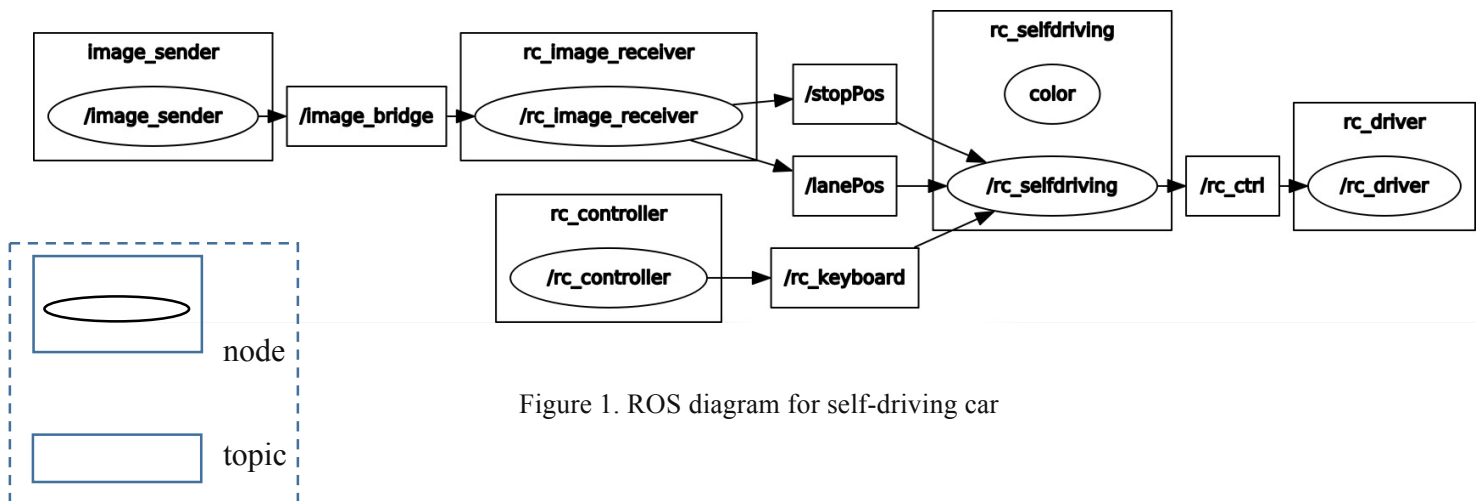 image_sender
/image_sender
/image_bridge
rc_image_receiver
/rc_image_receiver
/stopPos
/lanePos
rc_selfdriving
color
/rc_selfdriving
/rc_ctrl
rc_driver
/rc_driver
rc_controller
/rc_controller
/rc_keyboard
node
topic
Figure 1. ROS diagram for self-driving car